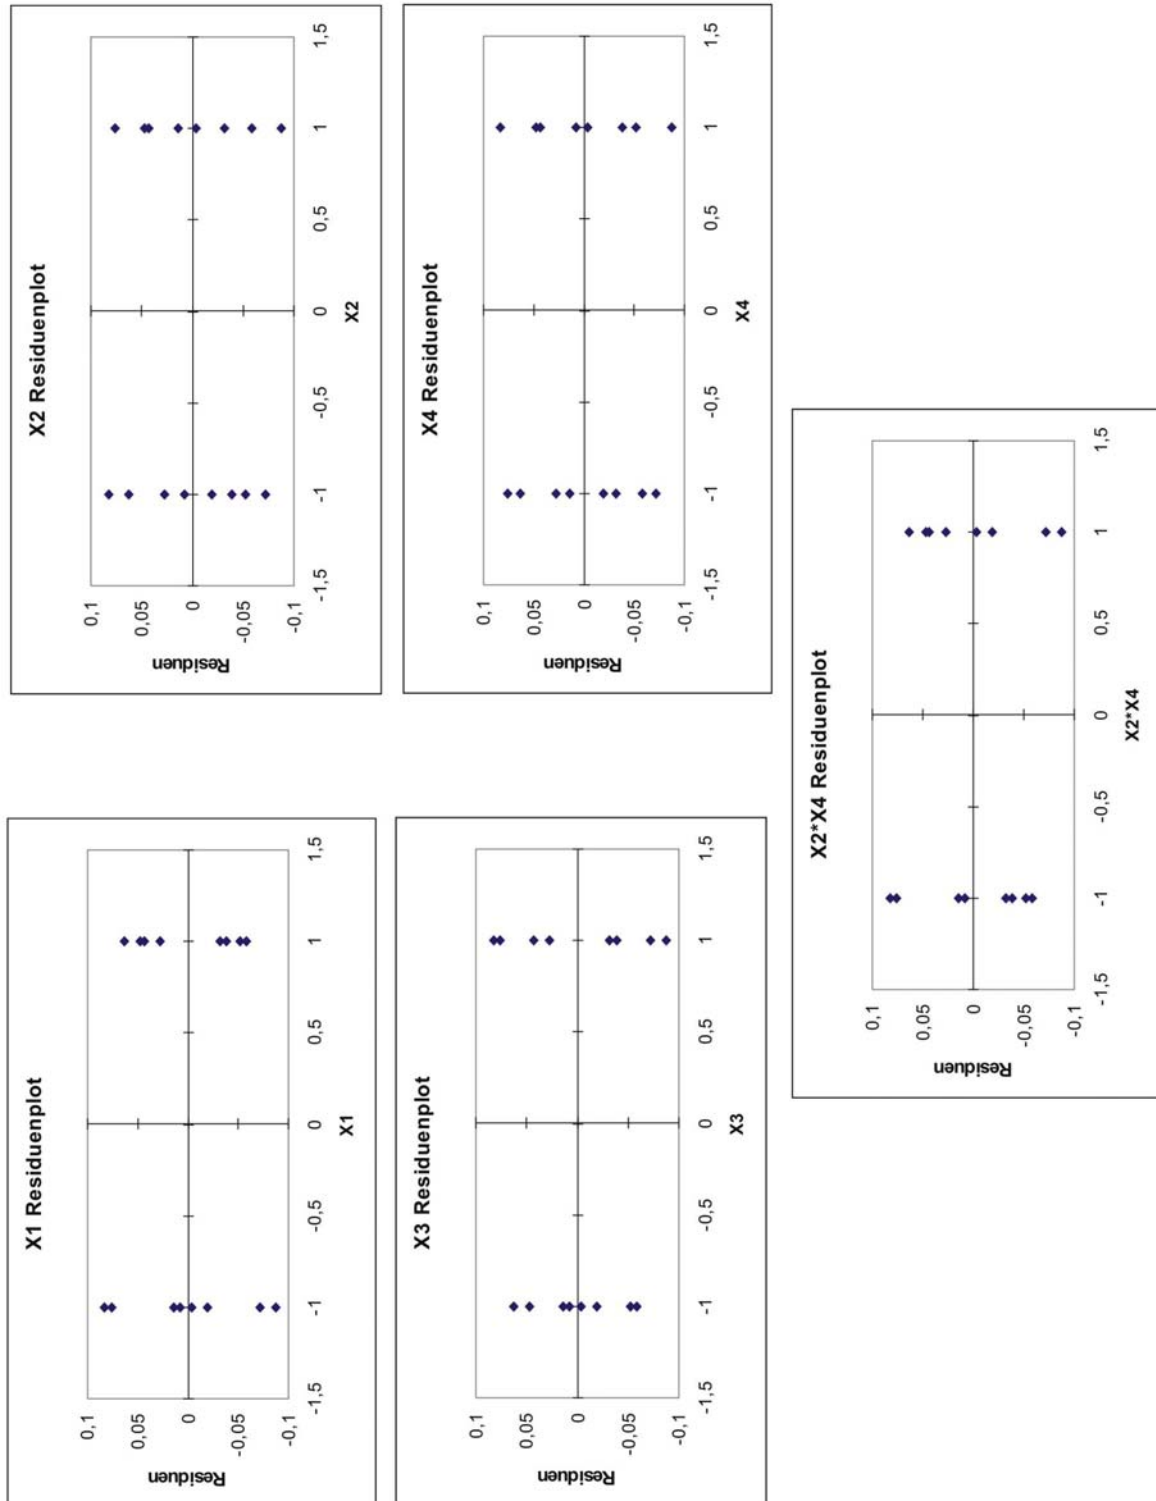 X1 Residuenplot
Residuen
0,1
0,05
0
-0,05
-0,1
-1,5 -1 -0,5 0 0,5 1 1,5
X1
X2 Residuenplot
Residuen
0,1
0,05
0
-0,05
-0,1
-1,5 -1 -0,5 0 0,5 1 1,5
X2
X3 Residuenplot
Residuen
0,1
0,05
0
-0,05
-0,1
-1,5 -1 -0,5 0 0,5 1 1,5
X3
X4 Residuenplot
Residuen
0,1
0,05
0
-0,05
-0,1
-1,5 -1 -0,5 0 0,5 1 1,5
X4
X2*X4 Residuenplot
Residuen
0,1
0,05
0
-0,05
-0,1
-1,5 -1 -0,5 0 0,5 1 1,5
X2*X4